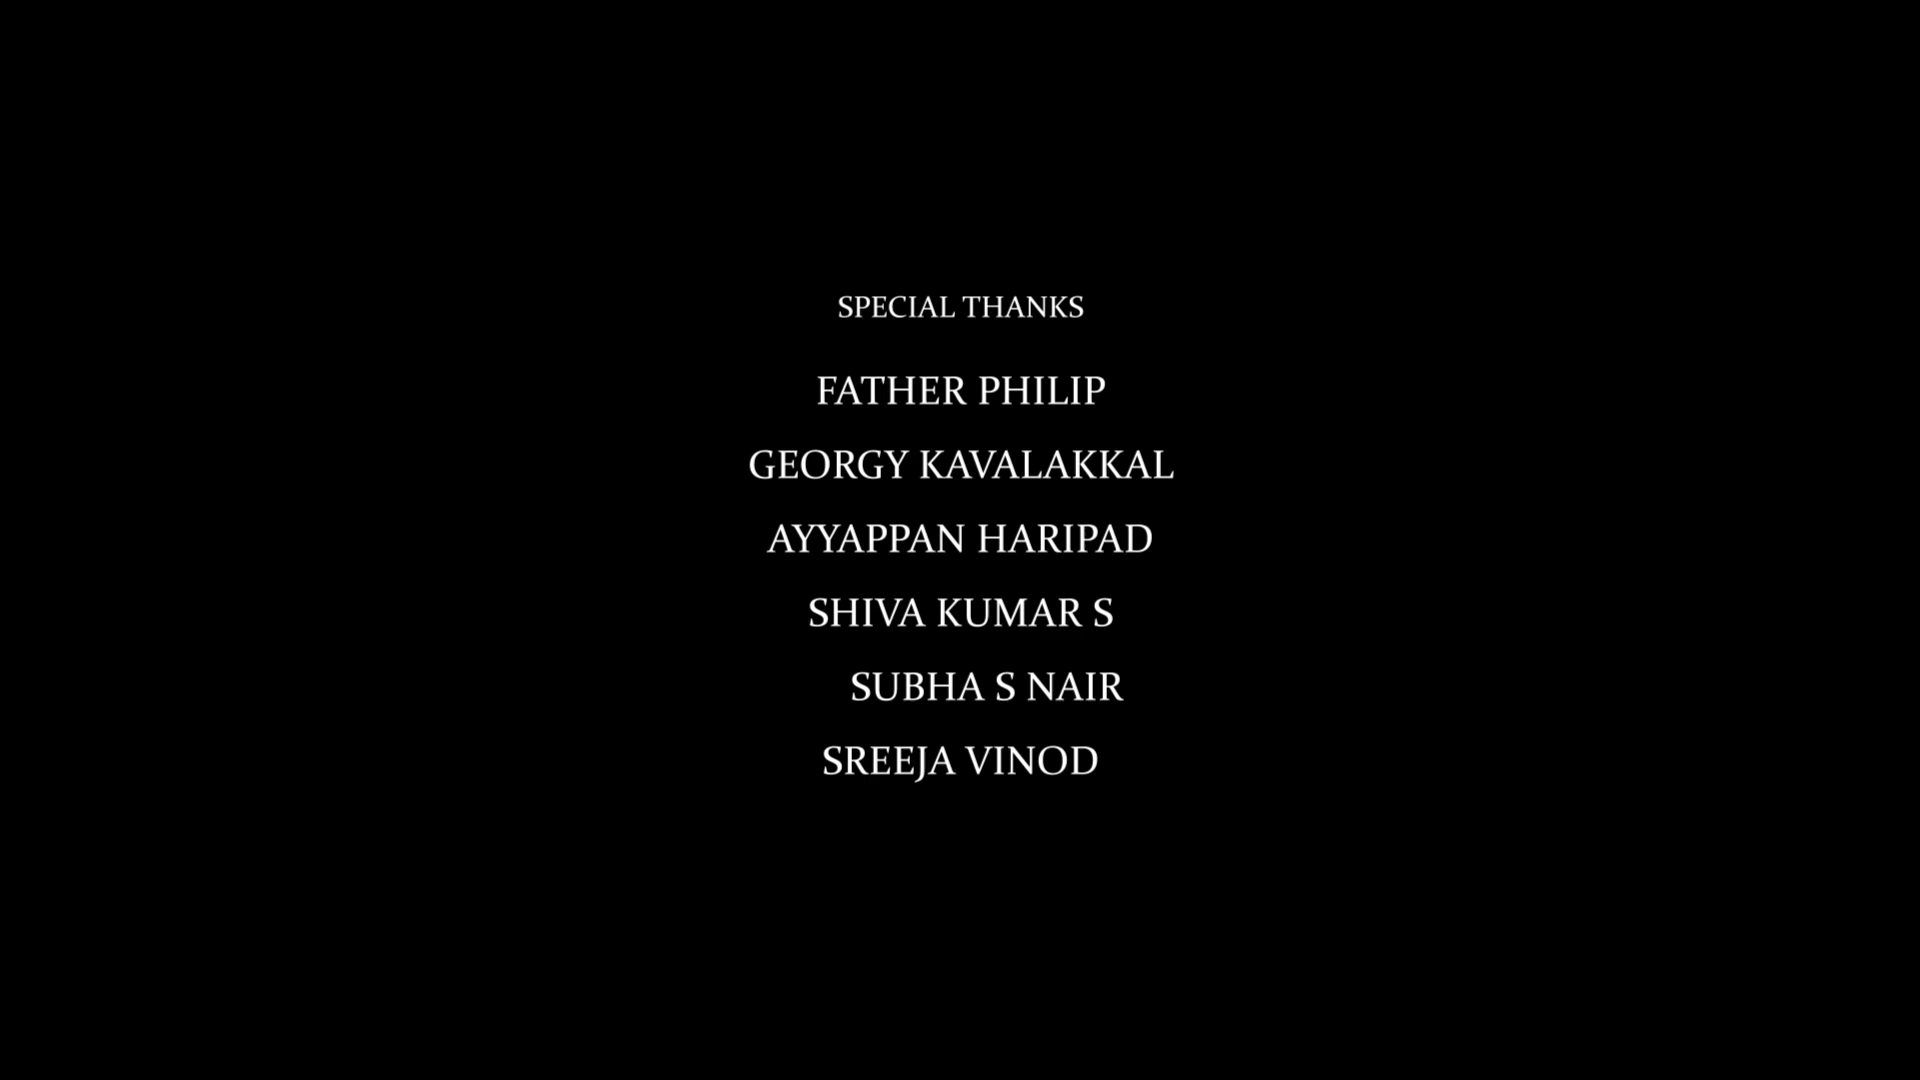 SPECIAL THANKS
FATHER PHILIP
GEORGY KAVALAKKAL
AYYAPPAN HARIPAD
SHIVA KUMAR S
SUBHA S NAIR
SREEJA VINOD